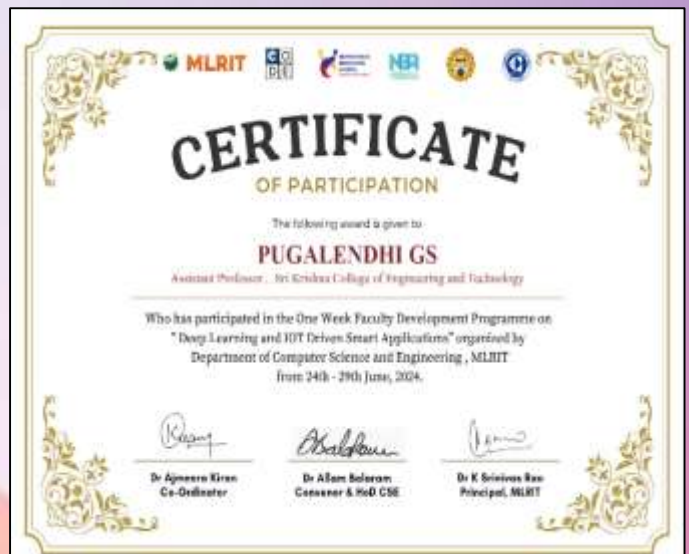 MLRIT
CODE
NBA
CERTIFICATE
OF PARTICIPATION
The following award is given to
PUGALENDHI GS
Assistant Professor , Sri Krishna College of Engineering and Technology
Who has participated in the One Week Faculty Development Programme on
" Deep Learning and IOT Driven Smart Applications" organised by
Department of Computer Science and Engineering , MLRIT
from 24th - 29th June, 2024.
Dr Ajmeera Kiran
Co-Ordinator
Dr Allam Balaram
Convenor & HoD CSE
Dr K Srinivas Rao
Principal, MLRIT